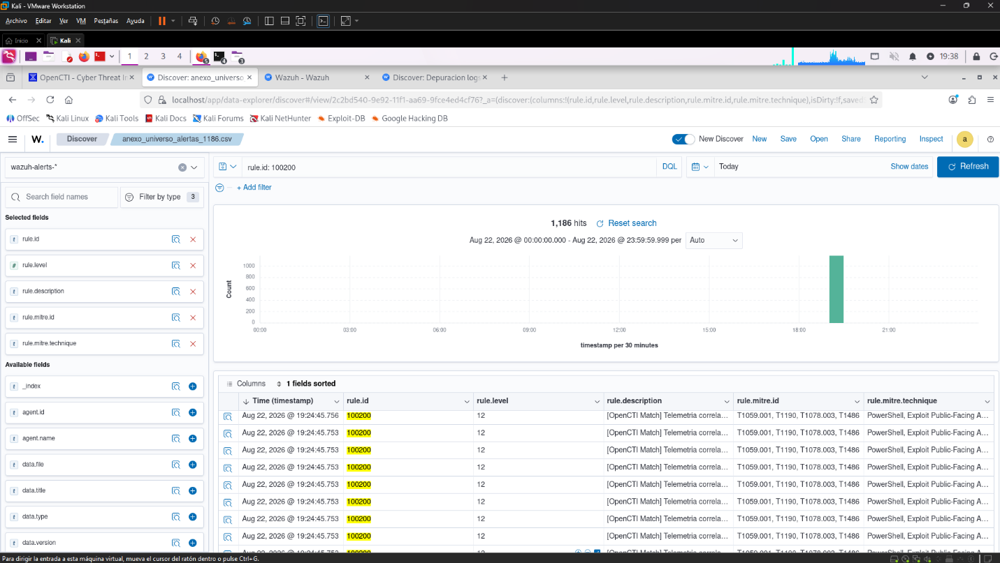 Kali - VMware Workstation
Archivo Editar Ver VM Pestañas Ayuda
Inicio Kali
1 2 3 4 5 4 3 19:38
OpenCTI - Cyber Threat In Discover: anexo_universo Wazuh - Wazuh Discover: Depuracion logs
localhost/app/data-explorer/discover#/view/2c2bd540-9e92-11f1-aa69-9fce4ed4cf76?_a=(discover:(columns:!(rule.id,rule.level,rule.description,rule.mitre.id,rule.mitre.technique),isDirty:!f,saved
OffSec Kali Linux Kali Tools Kali Docs Kali Forums Kali NetHunter Exploit-DB Google Hacking DB
W. Discover anexo_universo_alertas_1186.csv New Discover New Save Open Share Reporting Inspect a
wazuh-alerts-* rule.id: 100200 DQL Today Show dates Refresh
+ Add filter
Search field names Filter by type 3
Selected fields
rule.id
rule.level
rule.description
rule.mitre.id
rule.mitre.technique
Available fields
_index
agent.id
agent.name
data.file
data.title
data.type
data.version
1,186 hits Reset search
Aug 22, 2026 @ 00:00:00.000 - Aug 22, 2026 @ 23:59:59.999 per Auto
Count
1000
800
600
400
200
0
00:00 03:00 06:00 09:00 12:00 15:00 18:00 21:00
timestamp per 30 minutes
Columns 1 fields sorted
Time (timestamp) rule.id rule.level rule.description rule.mitre.id rule.mitre.technique
Aug 22, 2026 @ 19:24:45.756 100200 12 [OpenCTI Match] Telemetria correla... T1059.001, T1190, T1078.003, T1486 PowerShell, Exploit Public-Facing A...
Aug 22, 2026 @ 19:24:45.753 100200 12 [OpenCTI Match] Telemetria correla... T1059.001, T1190, T1078.003, T1486 PowerShell, Exploit Public-Facing A...
Aug 22, 2026 @ 19:24:45.753 100200 12 [OpenCTI Match] Telemetria correla... T1059.001, T1190, T1078.003, T1486 PowerShell, Exploit Public-Facing A...
Aug 22, 2026 @ 19:24:45.753 100200 12 [OpenCTI Match] Telemetria correla... T1059.001, T1190, T1078.003, T1486 PowerShell, Exploit Public-Facing A...
Aug 22, 2026 @ 19:24:45.753 100200 12 [OpenCTI Match] Telemetria correla... T1059.001, T1190, T1078.003, T1486 PowerShell, Exploit Public-Facing A...
Aug 22, 2026 @ 19:24:45.753 100200 12 [OpenCTI Match] Telemetria correla... T1059.001, T1190, T1078.003, T1486 PowerShell, Exploit Public-Facing A...
Aug 22, 2026 @ 19:24:45.753 100200 12 [OpenCTI Match] Telemetria correla... T1059.001, T1190, T1078.003, T1486 PowerShell, Exploit Public-Facing A...
Aug 22, 2026 @ 19:24:45.753 100200 12 [OpenCTI Match] Telemetria correla... T1059.001, T1190, T1078.003, T1486 PowerShell, Exploit Public-Facing A...
Para dirigir la entrada a esta máquina virtual, mueva el cursor del ratón dentro o pulse Ctrl+G.